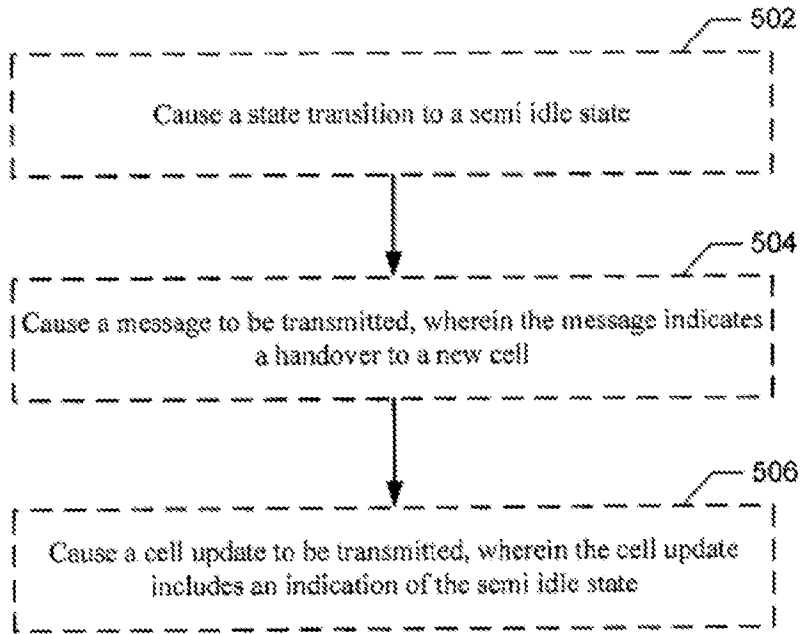 502
Cause a state transition to a semi idle state
504
Cause a message to be transmitted, wherein the message indicates
a handover to a new cell
506
Cause a cell update to be transmitted, wherein the cell update
includes an indication of the semi idle state